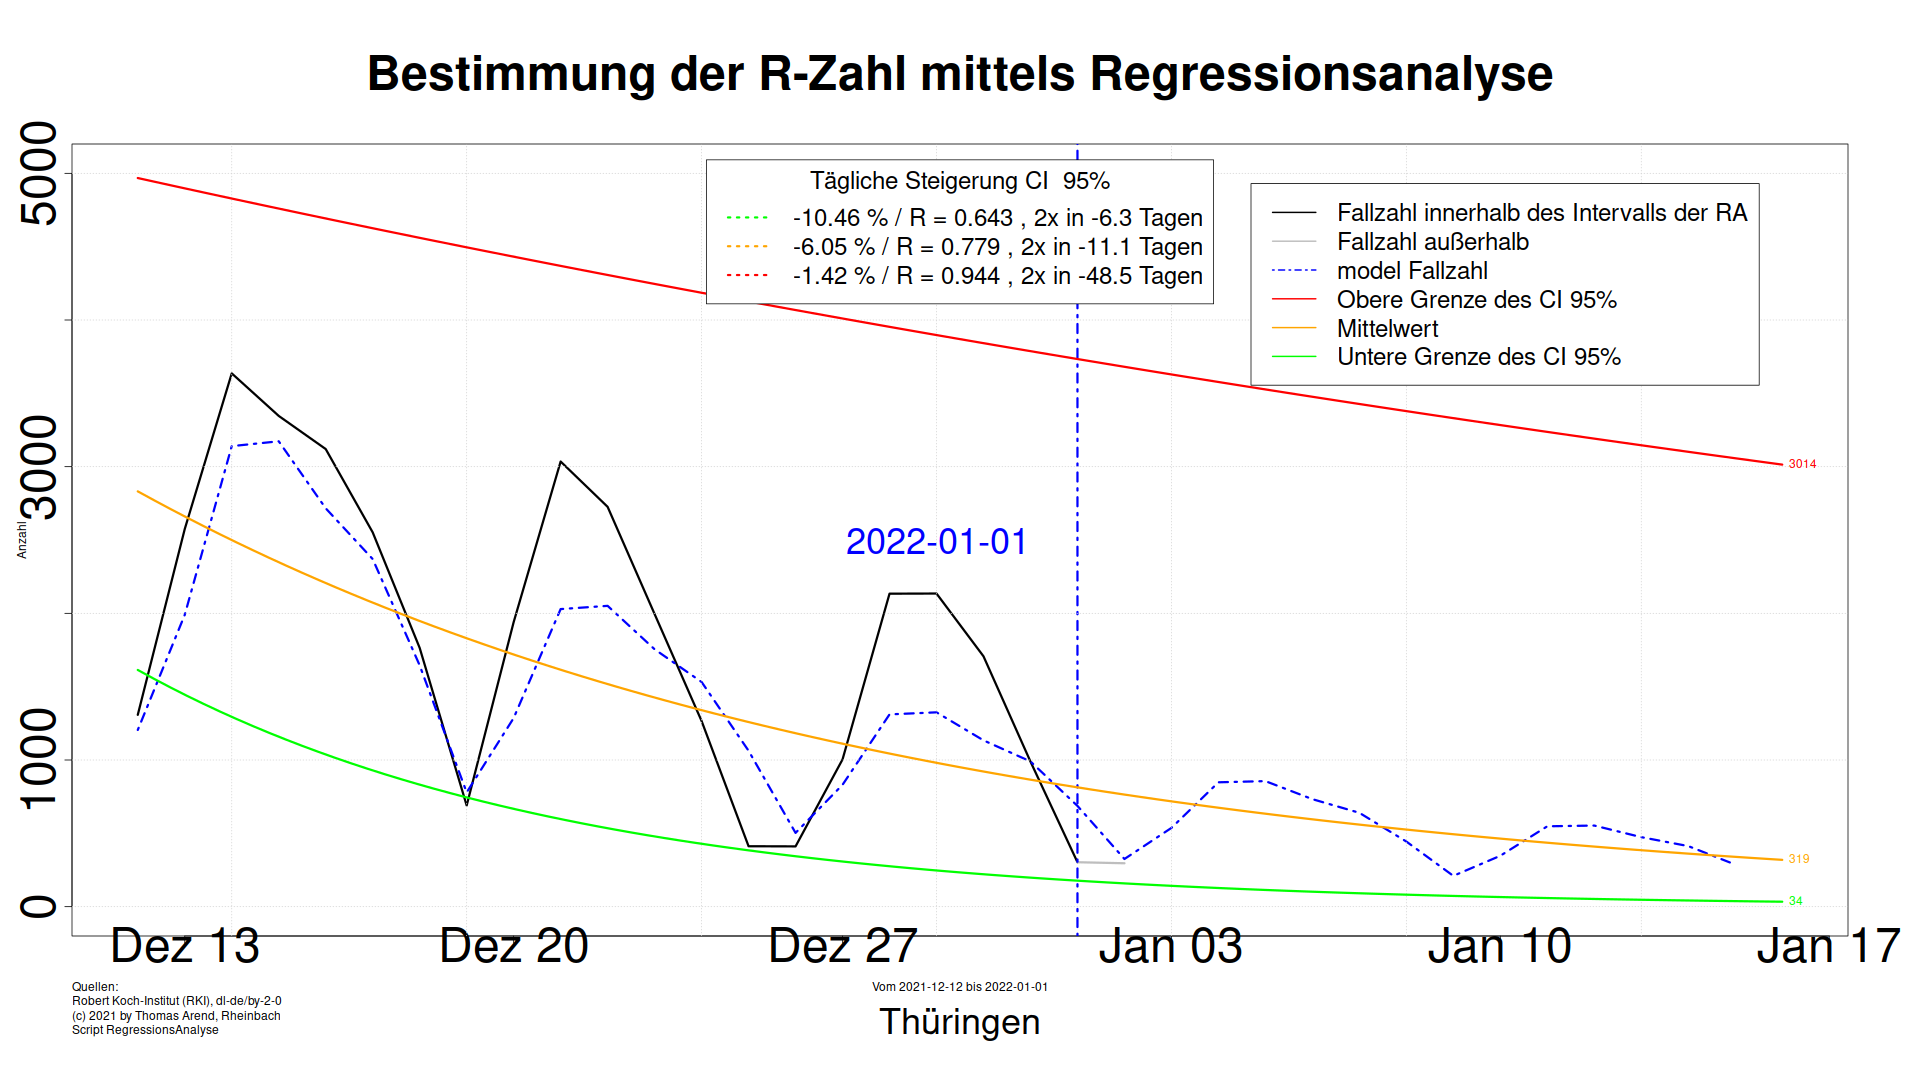 Bestimmung der R-Zahl mittels Regressionsanalyse
Tägliche Steigerung CI  95%
-10.46 % / R = 0.643 , 2x in -6.3 Tagen
-6.05 % / R = 0.779 , 2x in -11.1 Tagen
-1.42 % / R = 0.944 , 2x in -48.5 Tagen
Fallzahl innerhalb des Intervalls der RA
Fallzahl außerhalb
model Fallzahl
Obere Grenze des CI 95%
Mittelwert
Untere Grenze des CI 95%
5000
3000
1000
0
Anzahl
2022-01-01
3014
319
34
Dez 13
Dez 20
Dez 27
Jan 03
Jan 10
Jan 17
Quellen:
Robert Koch-Institut (RKI), dl-de/by-2-0
(c) 2021 by Thomas Arend, Rheinbach
Script RegressionsAnalyse
Vom 2021-12-12 bis 2022-01-01
Thüringen